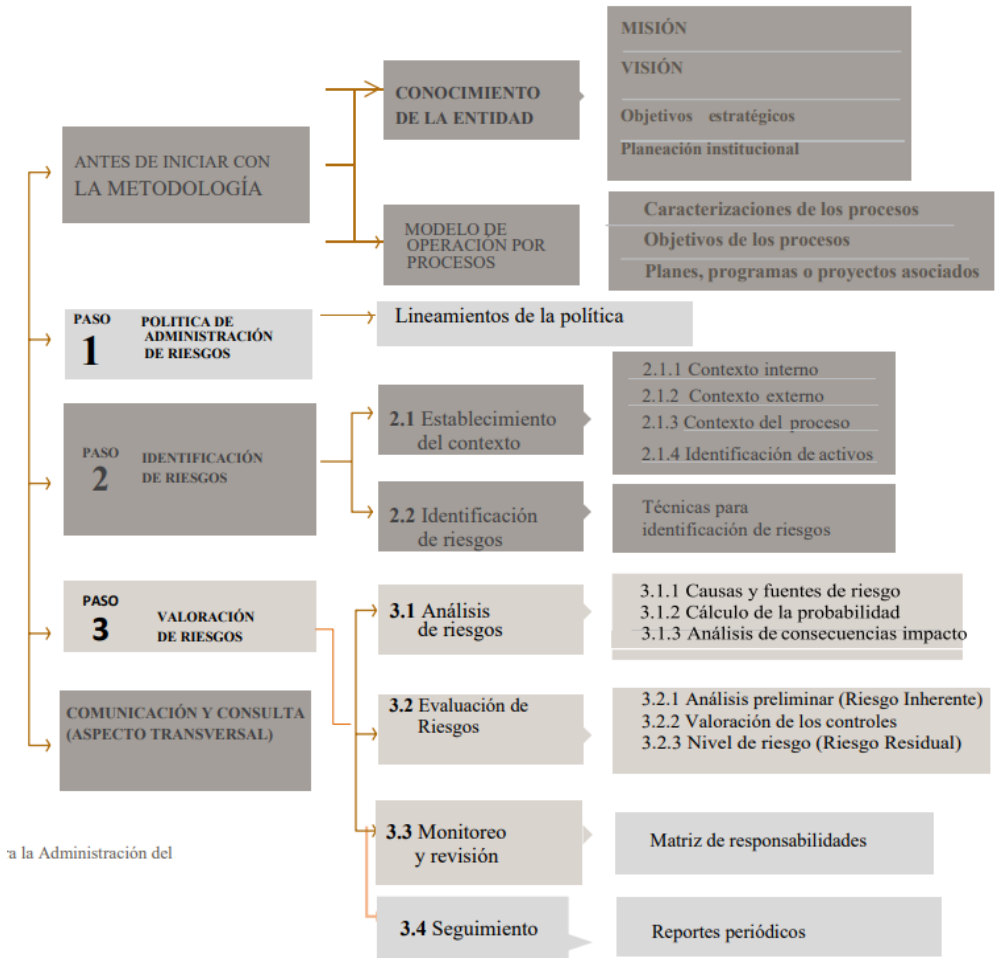 ANTES DE INICIAR CON
LA METODOLOGÍA
CONOCIMIENTO
DE LA ENTIDAD
MISIÓN
VISIÓN
Objetivos estratégicos
Planeación institucional
MODELO DE
OPERACIÓN POR
PROCESOS
Caracterizaciones de los procesos
Objetivos de los procesos
Planes, programas o proyectos asociados
PASO
1
POLITICA DE
ADMINISTRACIÓN
DE RIESGOS
Lineamientos de la política
PASO
2
IDENTIFICACIÓN
DE RIESGOS
2.1 Establecimiento
del contexto
2.1.1 Contexto interno
2.1.2 Contexto externo
2.1.3 Contexto del proceso
2.1.4 Identificación de activos
2.2 Identificación
de riesgos
Técnicas para
identificación de riesgos
PASO
3
VALORACIÓN
DE RIESGOS
3.1 Análisis
de riesgos
3.1.1 Causas y fuentes de riesgo
3.1.2 Cálculo de la probabilidad
3.1.3 Análisis de consecuencias impacto
3.2 Evaluación de
Riesgos
3.2.1 Análisis preliminar (Riesgo Inherente)
3.2.2 Valoración de los controles
3.2.3 Nivel de riesgo (Riesgo Residual)
3.3 Monitoreo
y revisión
Matriz de responsabilidades
3.4 Seguimiento
Reportes periódicos
COMUNICACIÓN Y CONSULTA
(ASPECTO TRANSVERSAL)
a la Administración del